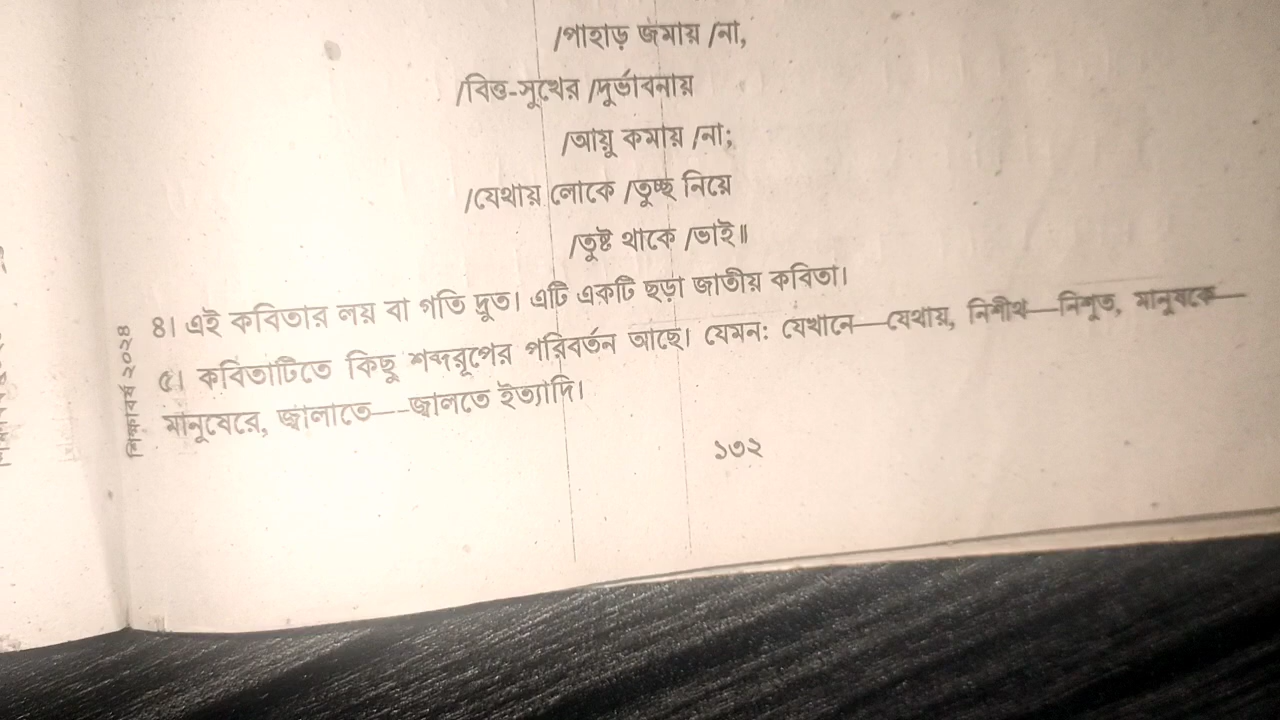 /পাহাড় জমায় /না,
/বিত্ত-সুখের /দুর্ভাবনায়
/আয়ু কমায় /না;
/যেথায় লোকে /তুচ্ছ নিয়ে
/তুষ্ট থাকে /ভাই॥
৪। এই কবিতার লয় বা গতি দ্রুত। এটি একটি ছড়া জাতীয় কবিতা।
৫। কবিতাটিতে কিছু শব্দরূপের পরিবর্তন আছে। যেমন: যেখানে—যেথায়, নিশীথ—নিশুত, মানুষকে—
মানুষেরে, জ্বালাতে—-জ্বালতে ইত্যাদি।
১৩২
শিক্ষাবর্ষ ২০২৪